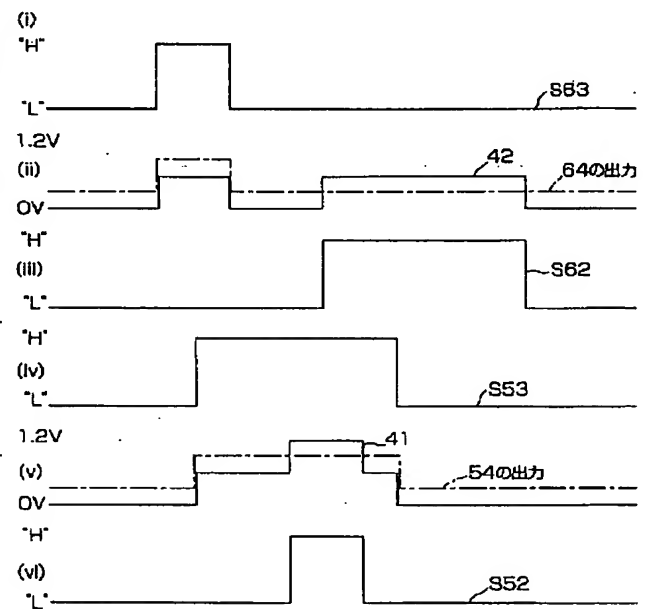 (i)
"H"
S63
"L"
1.2V
(ii)
42
64の出力
0V
"H"
(iii)
S62
"L"
"H"
(iv)
S53
"L"
1.2V
41
(v)
54の出力
0V
"H"
(vi)
S52
"L"